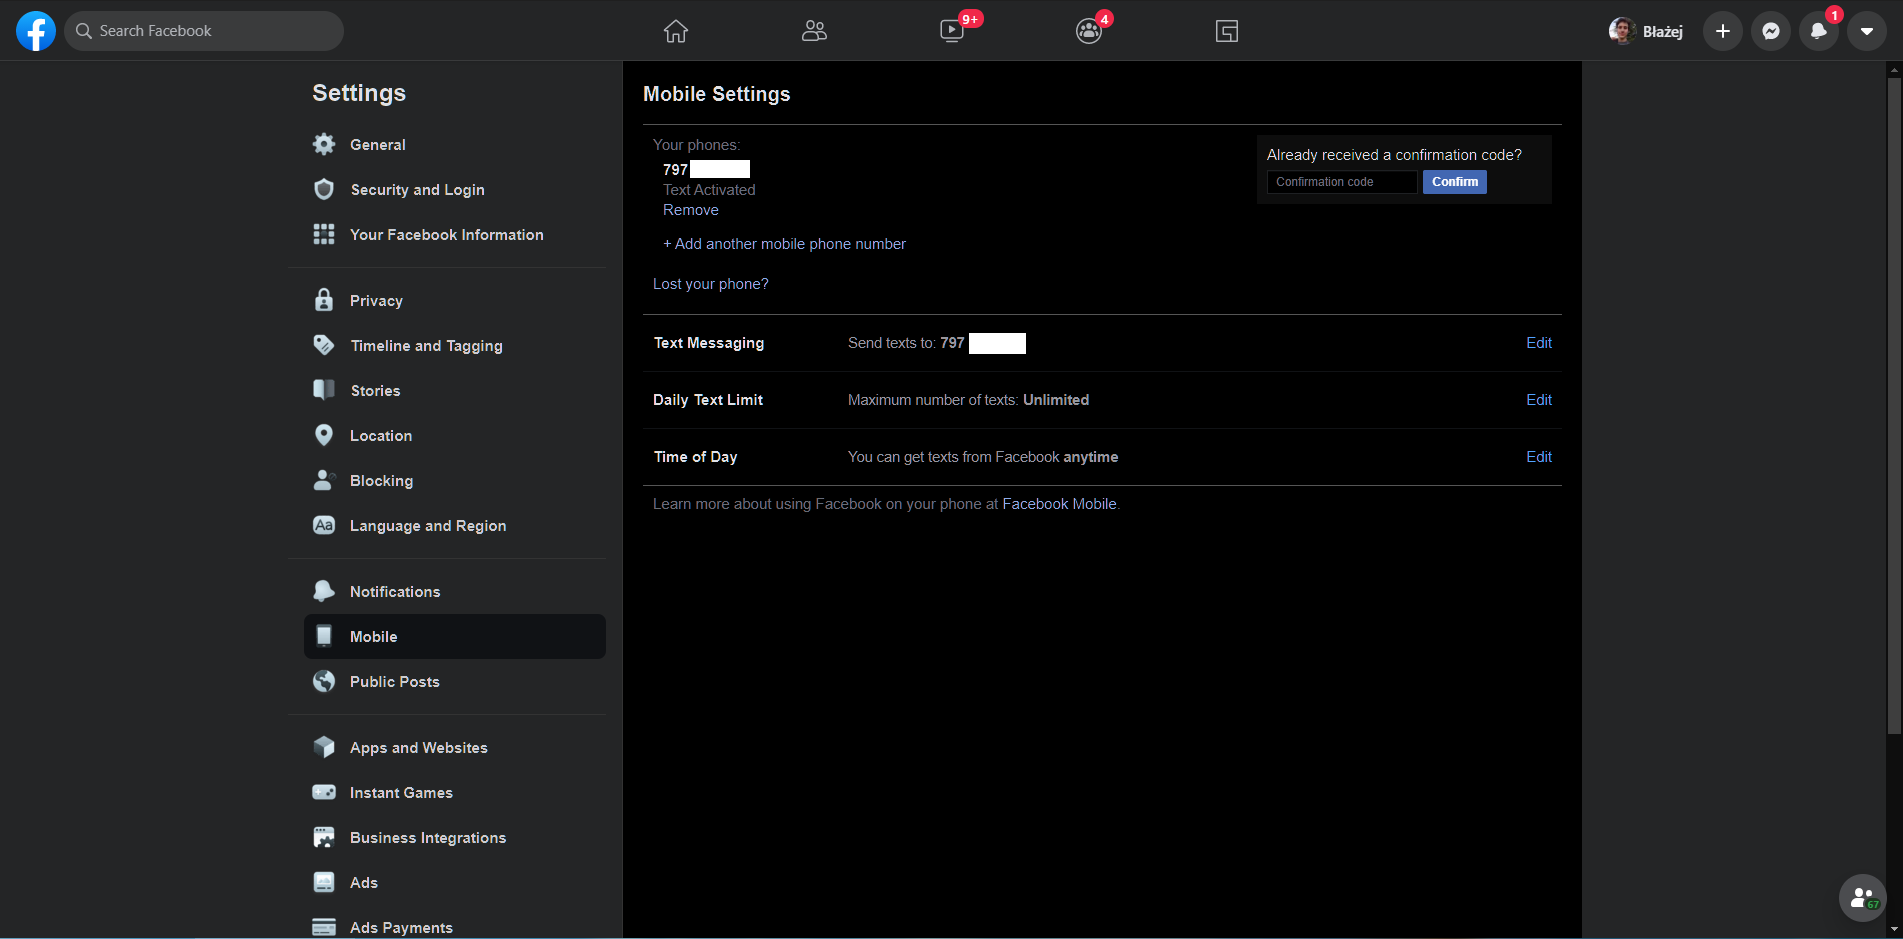 Search Facebook
9+
4
Błażej
1
Settings
General
Security and Login
Your Facebook Information
Privacy
Timeline and Tagging
Stories
Location
Blocking
Aa
Language and Region
Notifications
Mobile
Public Posts
Apps and Websites
Instant Games
Business Integrations
Ads
Ads Payments
Mobile Settings
Your phones:
797
Text Activated
Remove
+ Add another mobile phone number
Lost your phone?
Already received a confirmation code?
Confirmation code
Confirm
Text Messaging
Send texts to: 797
Edit
Daily Text Limit
Maximum number of texts: Unlimited
Edit
Time of Day
You can get texts from Facebook anytime
Edit
Learn more about using Facebook on your phone at Facebook Mobile.
67